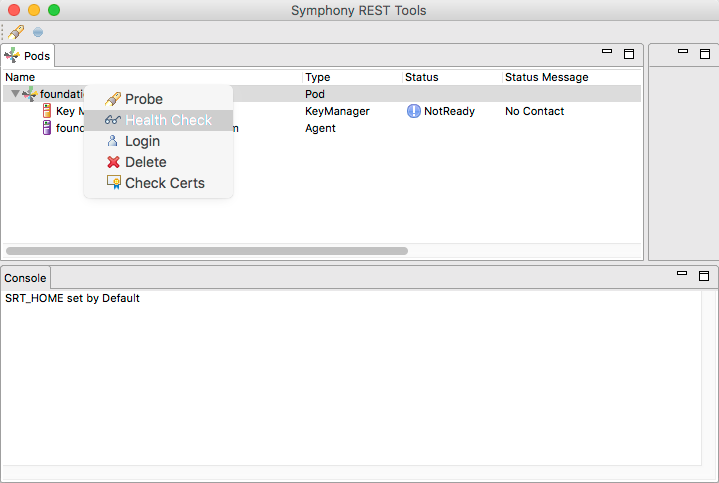 Symphony REST Tools
Pods
Name Type Status Status Message
foundati Pod
Key M KeyManager NotReady No Contact
foun m Agent
Probe
Health Check
Login
Delete
Check Certs
Console
SRT_HOME set by Default